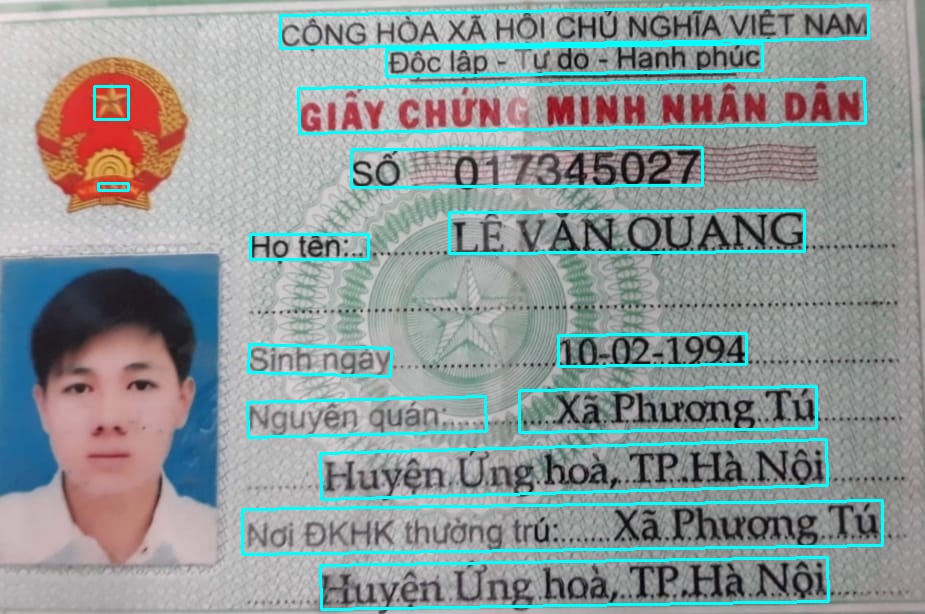 CỘNG HÒA XÃ HỘI CHỦ NGHĨA VIỆT NAM
Độc lập - Tự do - Hạnh phúc
GIẤY CHỨNG MINH NHÂN DÂN
SỐ 017345027
Họ tên: LÊ VĂN QUANG
Sinh ngày 10-02-1994
Nguyên quán: Xã Phương Tú
Huyện Ứng hoà, TP.Hà Nội
Nơi ĐKHK thường trú: Xã Phương Tú
Huyện Ứng hoà, TP.Hà Nội